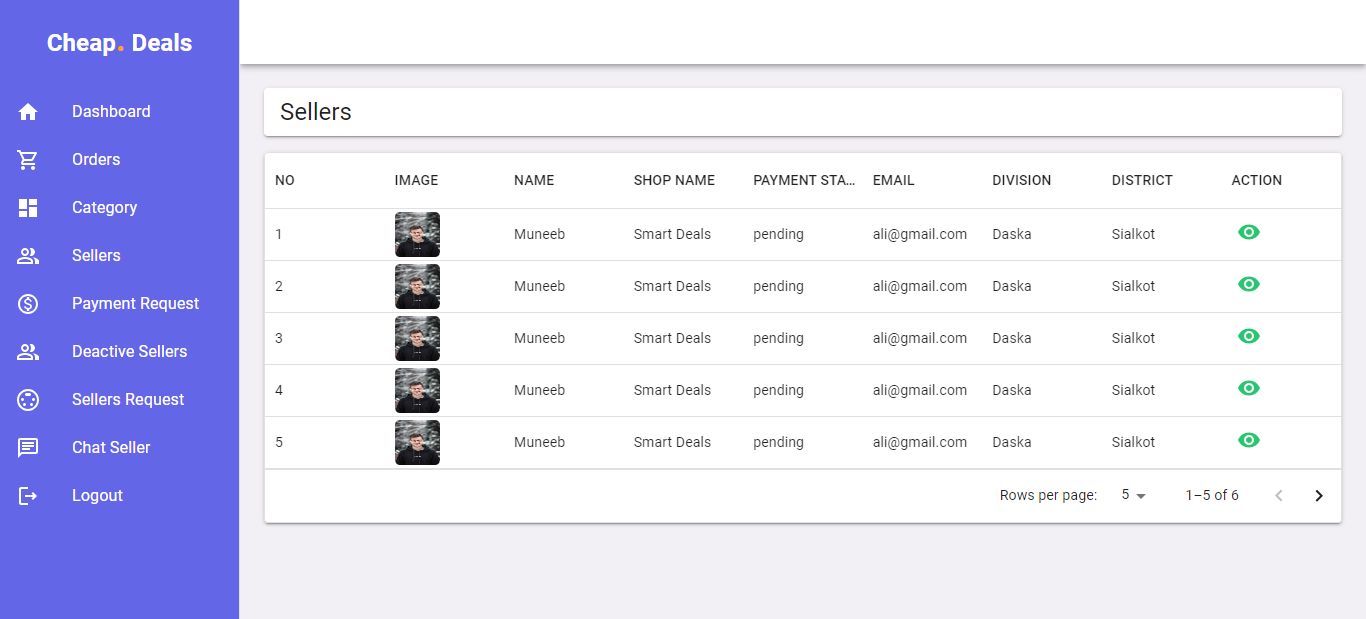 Cheap. Deals
Dashboard
Orders
Category
Sellers
Payment Request
Deactive Sellers
Sellers Request
Chat Seller
Logout
Sellers
NO IMAGE NAME SHOP NAME PAYMENT STA... EMAIL DIVISION DISTRICT ACTION
1 Muneeb Smart Deals pending ali@gmail.com Daska Sialkot
2 Muneeb Smart Deals pending ali@gmail.com Daska Sialkot
3 Muneeb Smart Deals pending ali@gmail.com Daska Sialkot
4 Muneeb Smart Deals pending ali@gmail.com Daska Sialkot
5 Muneeb Smart Deals pending ali@gmail.com Daska Sialkot
Rows per page: 5 1–5 of 6